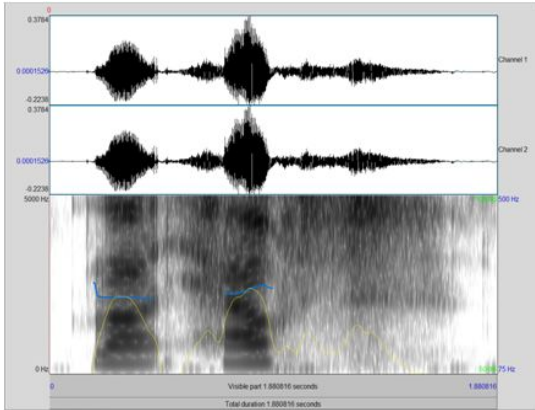 0
0.3784
Channel 1
0.0001526
-0.2238
0.3784
Channel 2
0.0001526
-0.2238
5000 Hz
500 Hz
0 Hz
75 Hz
0
Visible part 1.880816 seconds
1.880816
Total duration 1.880816 seconds